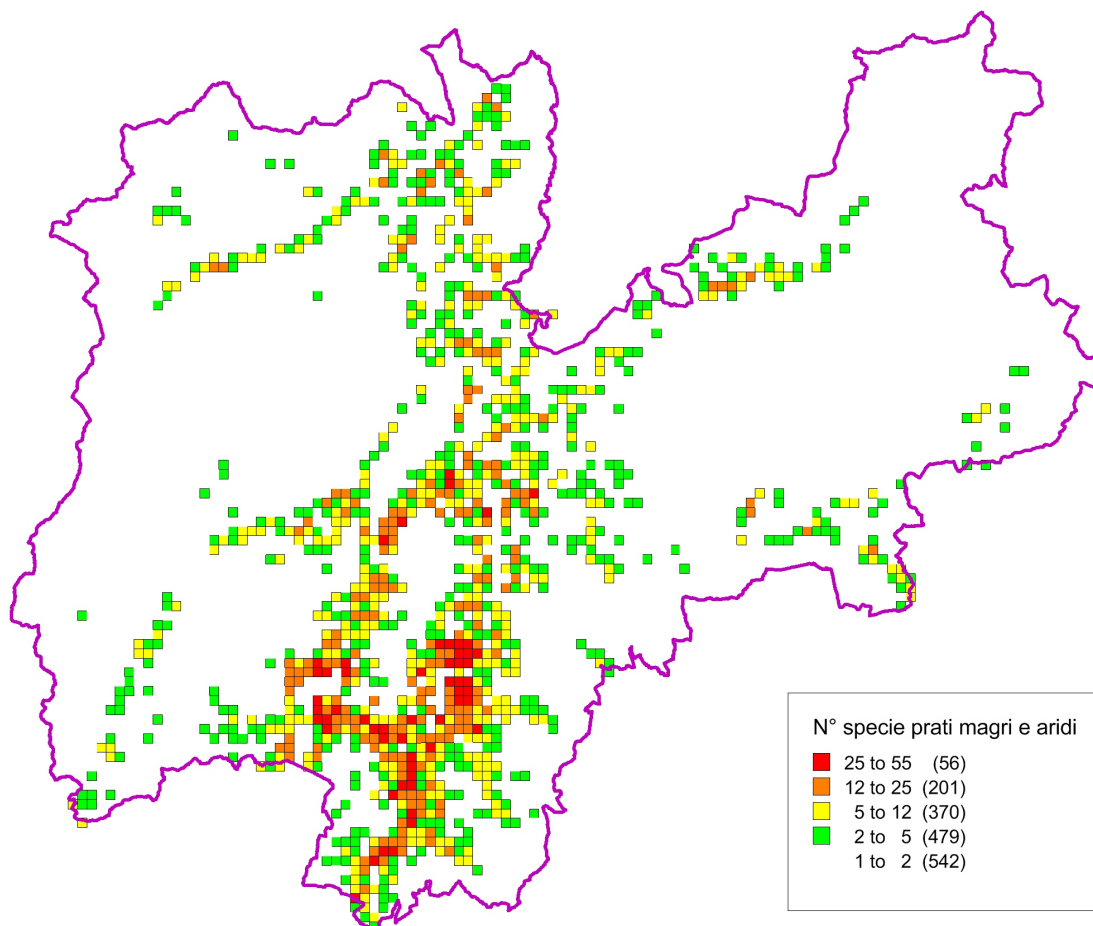 N° specie prati magri e aridi
25 to 55 (56)
12 to 25 (201)
5 to 12 (370)
2 to 5 (479)
1 to 2 (542)